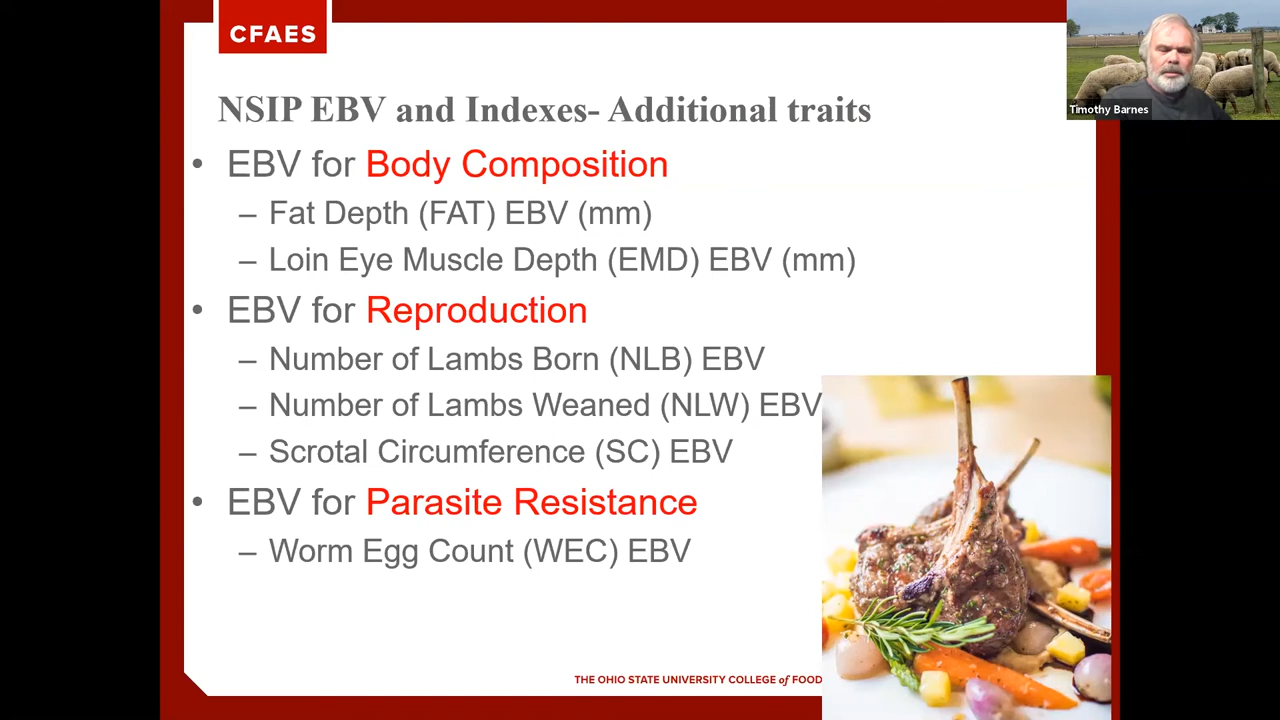 CFAES
Timothy Barnes
NSIP EBV and Indexes- Additional traits
• EBV for Body Composition
– Fat Depth (FAT) EBV (mm)
– Loin Eye Muscle Depth (EMD) EBV (mm)
• EBV for Reproduction
– Number of Lambs Born (NLB) EBV
– Number of Lambs Weaned (NLW) EBV
– Scrotal Circumference (SC) EBV
• EBV for Parasite Resistance
– Worm Egg Count (WEC) EBV
THE OHIO STATE UNIVERSITY COLLEGE of FOOD